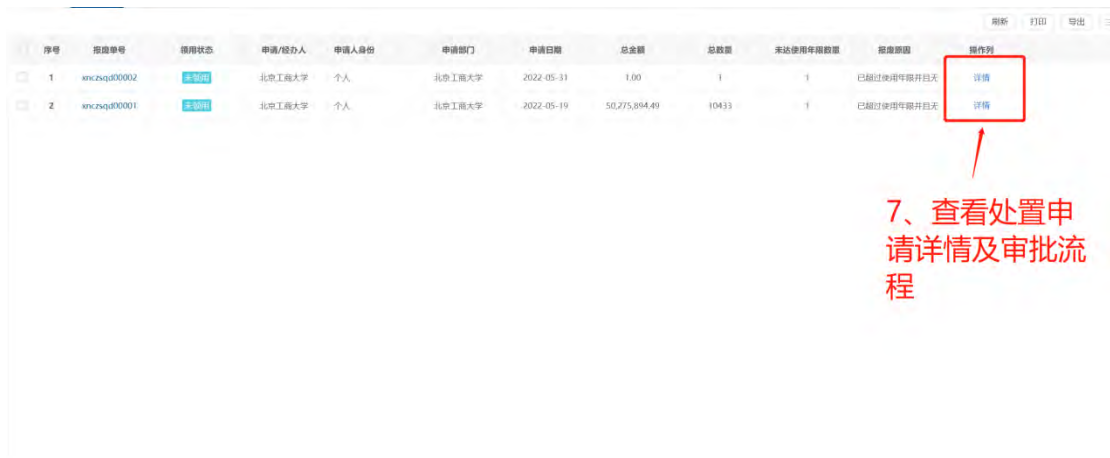 刷新 打印 导出
序号 报废单号 领用状态 申请/经办人 申请人身份 申请部门 申请日期 总金额 总数量 未达使用年限数量 报废原因 操作列
1 xnczsqd00002 未领用 北京工商大学 个人 北京工商大学 2022-05-31 1.00 1 1 已超过使用年限并且无 详情
2 xnczsqd00001 未领用 北京工商大学 个人 北京工商大学 2022-05-19 50,275,894.49 10433 1 已超过使用年限并且无 详情
7、查看处置申
请详情及审批流
程